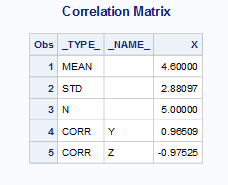 Correlation Matrix
Obs _TYPE_ _NAME_ X
1 MEAN 4.60000
2 STD 2.88097
3 N 5.00000
4 CORR Y 0.96509
5 CORR Z -0.97525